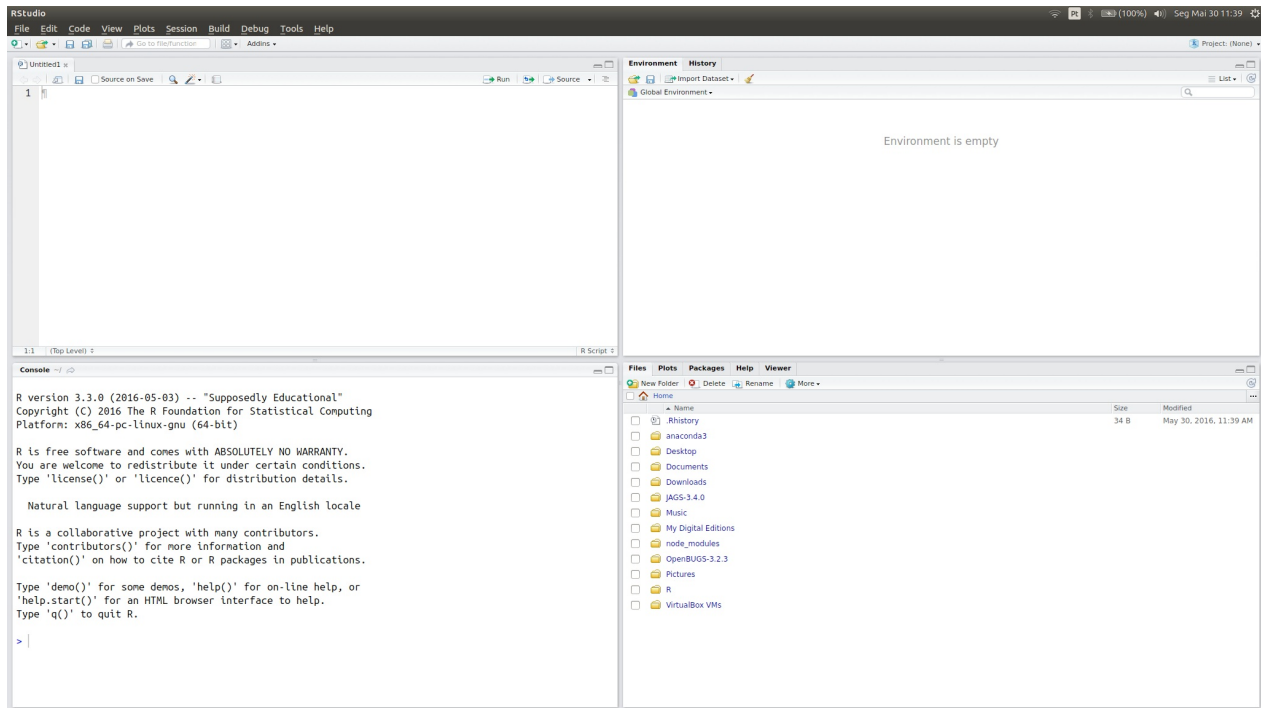 RStudio
Pt (100%) Seg Mai 30 11:39
File Edit Code View Plots Session Build Debug Tools Help
Go to file/function Addins
Project: (None)
Untitled1 ×
Source on Save Run Source
1 ¶
1:1 (Top Level) R Script
Console ~/
R version 3.3.0 (2016-05-03) -- "Supposedly Educational"
Copyright (C) 2016 The R Foundation for Statistical Computing
Platform: x86_64-pc-linux-gnu (64-bit)
R is free software and comes with ABSOLUTELY NO WARRANTY.
You are welcome to redistribute it under certain conditions.
Type 'license()' or 'licence()' for distribution details.
Natural language support but running in an English locale
R is a collaborative project with many contributors.
Type 'contributors()' for more information and
'citation()' on how to cite R or R packages in publications.
Type 'demo()' for some demos, 'help()' for on-line help, or
'help.start()' for an HTML browser interface to help.
Type 'q()' to quit R.
>
Environment History
Import Dataset List
Global Environment
Environment is empty
Files Plots Packages Help Viewer
New Folder Delete Rename More
Home ...
Name Size Modified
.Rhistory 34 B May 30, 2016, 11:39 AM
anaconda3
Desktop
Documents
Downloads
JAGS-3.4.0
Music
My Digital Editions
node_modules
OpenBUGS-3.2.3
Pictures
R
VirtualBox VMs